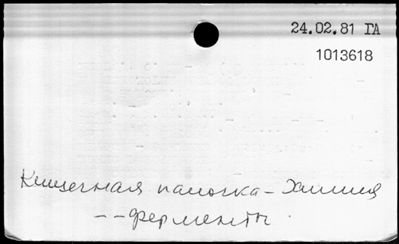 24.02.81 ГА
1013618
Кишечная палочка - Химия
-- ферменты.